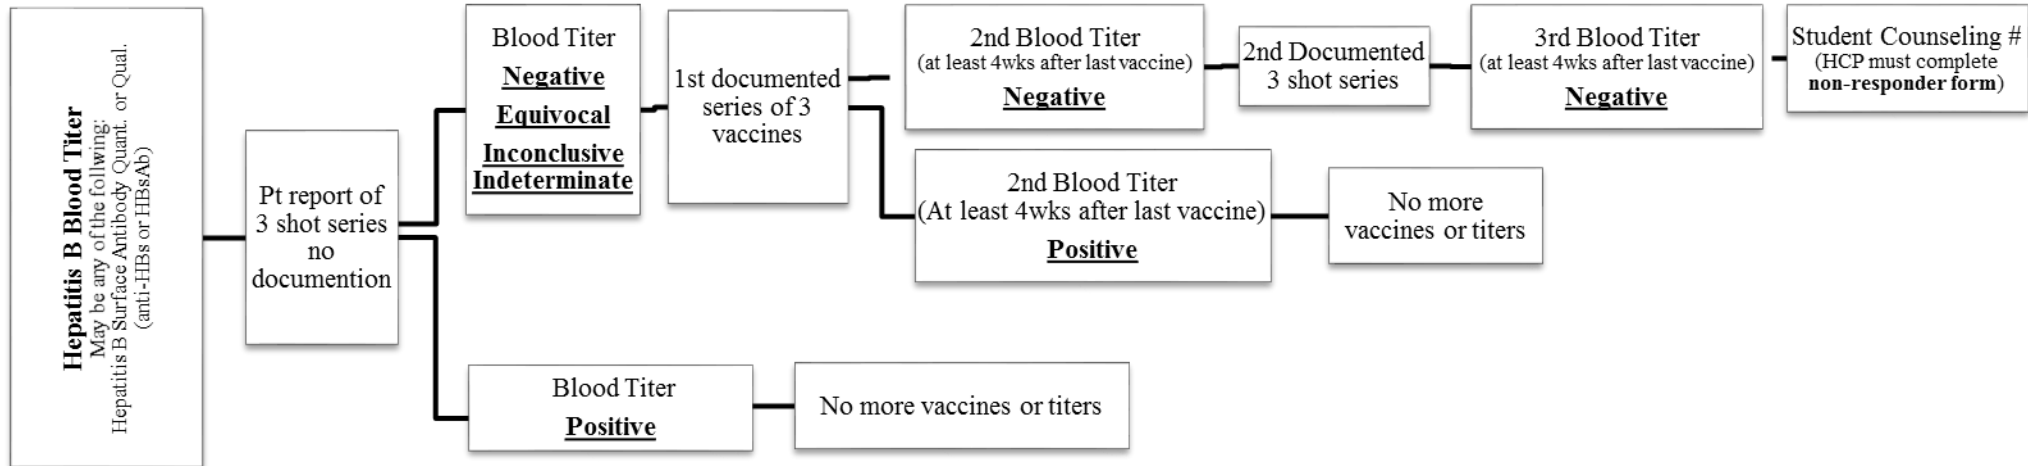 Hepatitis B Blood Titer
May be any of the follwing:
Hepatitis B Surface Antibody Quant. or Qual.
(anti-HBs or HBsAb)
Pt report of
3 shot series
no
documention
Blood Titer
Negative
Equivocal
Inconclusive
Indeterminate
1st documented
series of 3
vaccines
2nd Blood Titer
(at least 4wks after last vaccine)
Negative
2nd Documented
3 shot series
3rd Blood Titer
(at least 4wks after last vaccine)
Negative
Student Counseling #
(HCP must complete
non-responder form)
2nd Blood Titer
(At least 4wks after last vaccine)
Positive
No more
vaccines or titers
Blood Titer
Positive
No more vaccines or titers